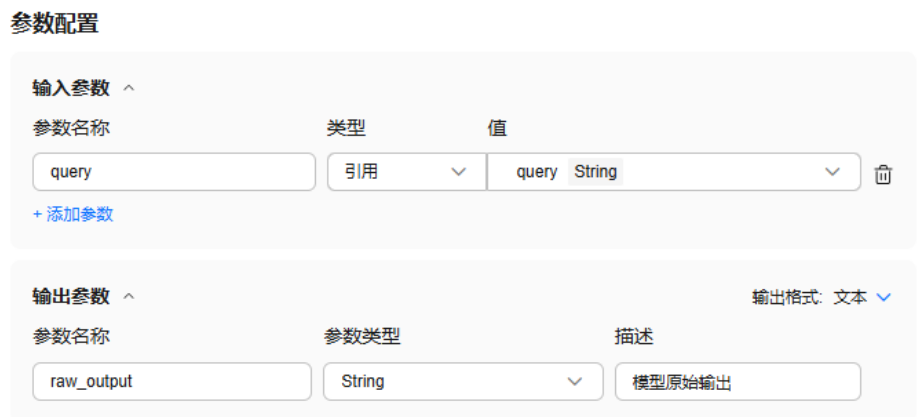 参数配置
输入参数
参数名称 类型 值
query 引用 query String
+ 添加参数
输出参数 输出格式: 文本
参数名称 参数类型 描述
raw_output String 模型原始输出